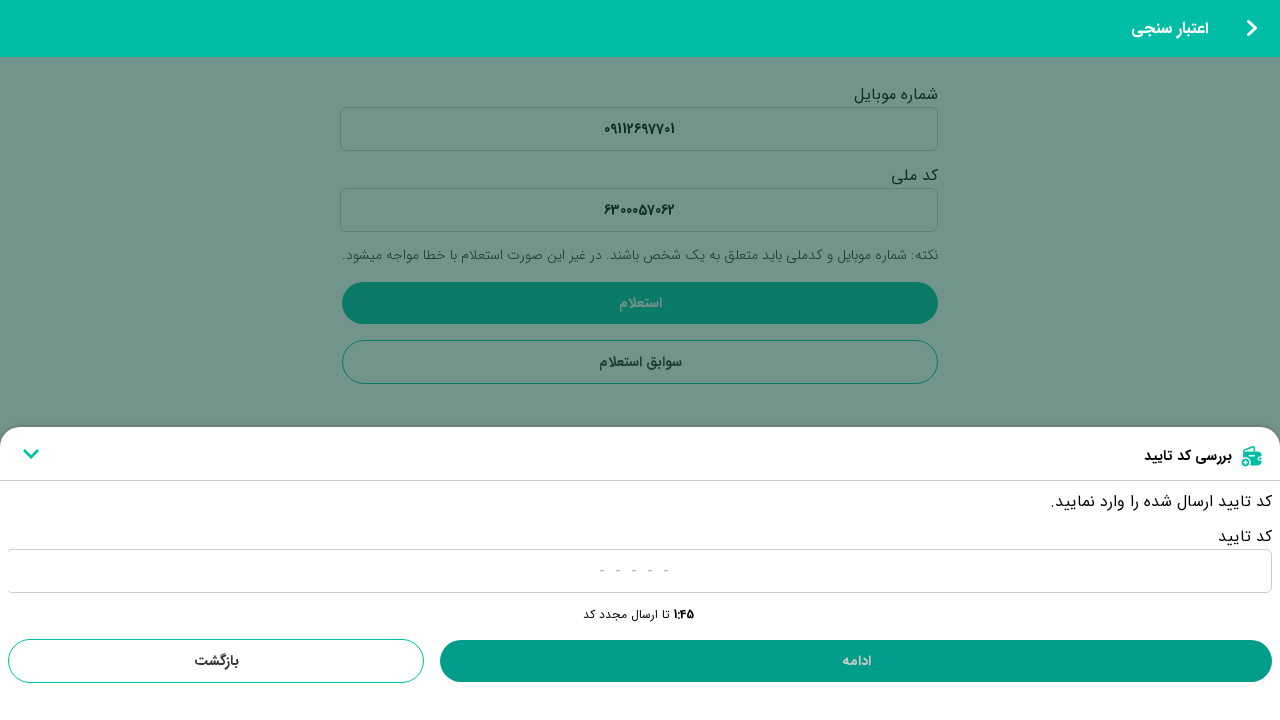 اعتبار سنجی
شماره موبایل
۰۹۱۱۲۶۹۷۷۰۱
کد ملی
۶۳۰۰۰۵۷۰۶۲
نکته: شماره موبایل و کدملی باید متعلق به یک شخص باشند. در غیر این صورت استعلام با خطا مواجه میشود.
استعلام
سوابق استعلام
بررسی کد تایید
کد تایید ارسال شده را وارد نمایید.
کد تایید
- - - - -
۱:۴۵ تا ارسال مجدد کد
ادامه
بازگشت